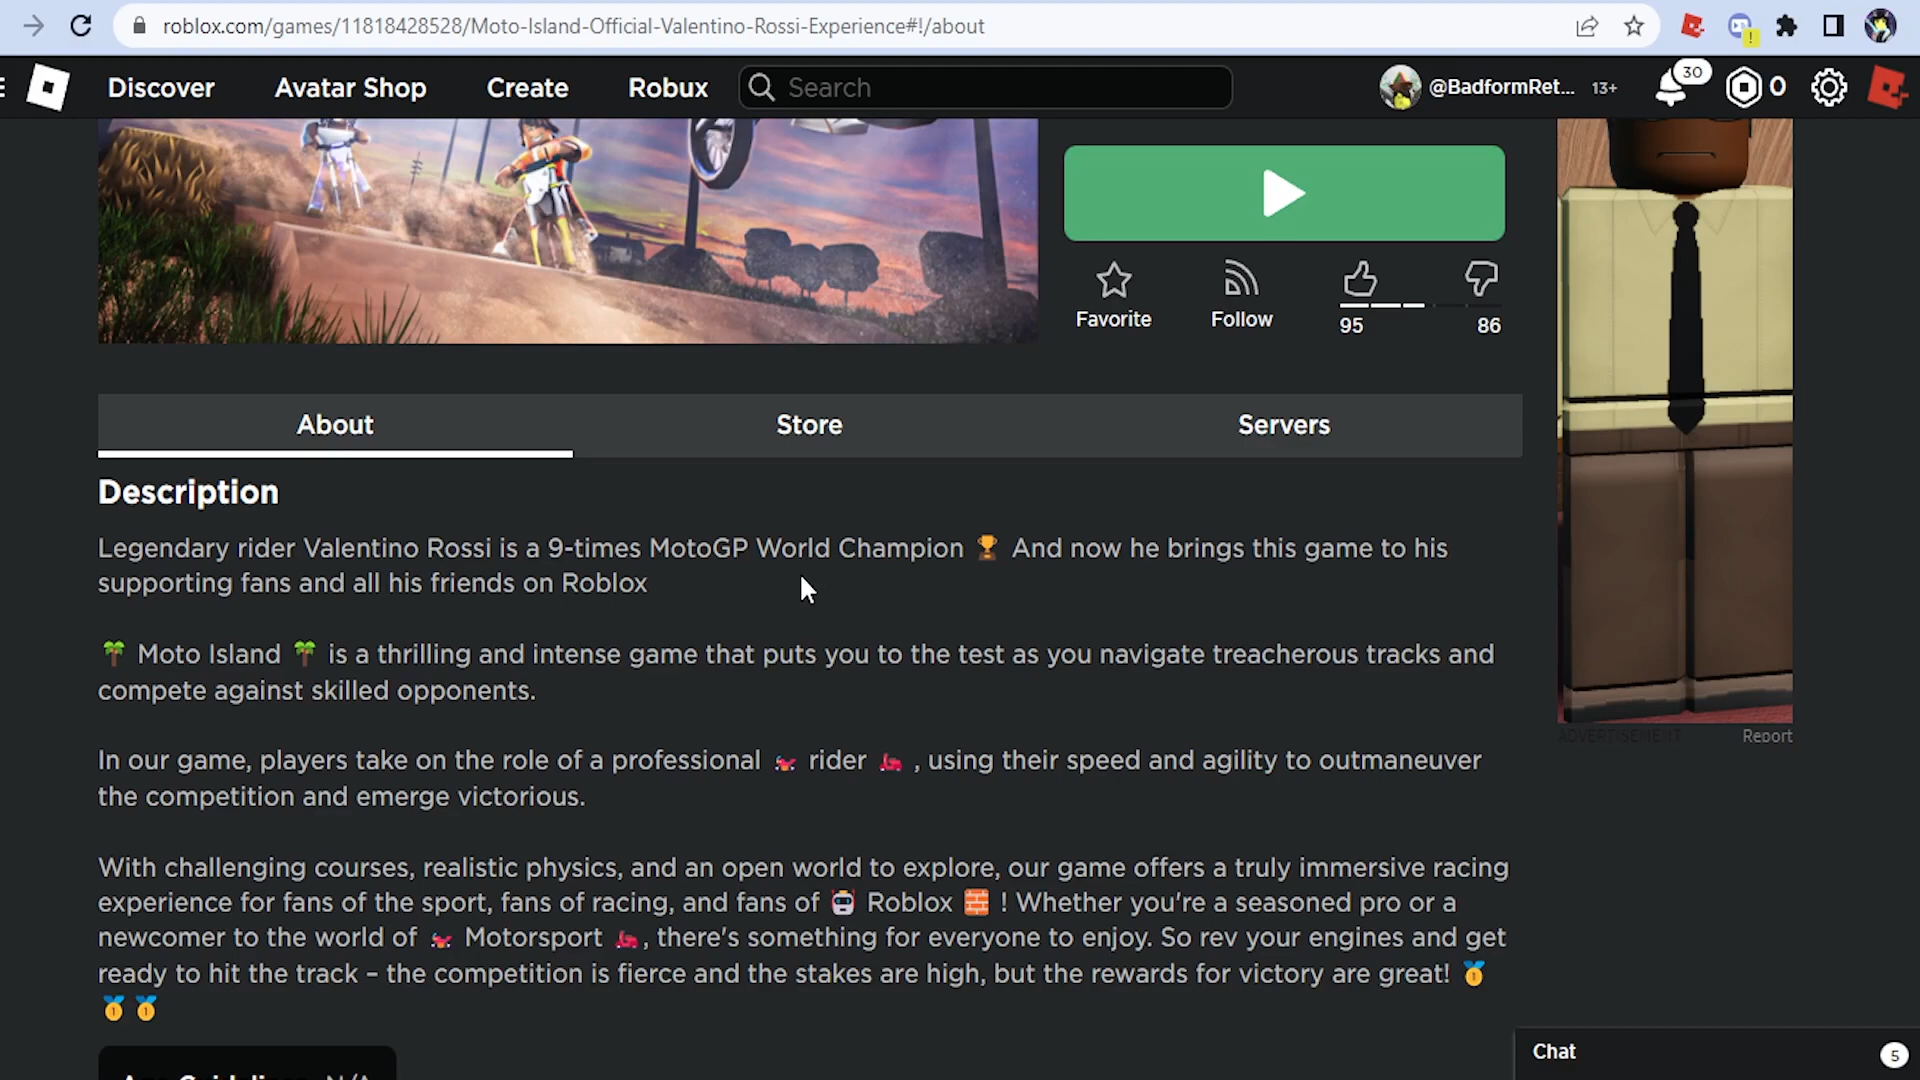 roblox.com/games/11818428528/Moto-Island-Official-Valentino-Rossi-Experience#!/about
Discover Avatar Shop Create Robux Search @BadformRet... 13+ 30 0
Favorite Follow 95 86
About Store Servers
Description
Legendary rider Valentino Rossi is a 9-times MotoGP World Champion 🏆 And now he brings this game to his
supporting fans and all his friends on Roblox
🌴 Moto Island 🌴 is a thrilling and intense game that puts you to the test as you navigate treacherous tracks and
compete against skilled opponents.
ADVERTISEMENT Report
In our game, players take on the role of a professional 🏍 rider 🛵 , using their speed and agility to outmaneuver
the competition and emerge victorious.
With challenging courses, realistic physics, and an open world to explore, our game offers a truly immersive racing
experience for fans of the sport, fans of racing, and fans of 🤖 Roblox 🧱 ! Whether you're a seasoned pro or a
newcomer to the world of 🏍 Motorsport 🛵, there's something for everyone to enjoy. So rev your engines and get
ready to hit the track – the competition is fierce and the stakes are high, but the rewards for victory are great! 🥇
🥇 🥇
Chat 5